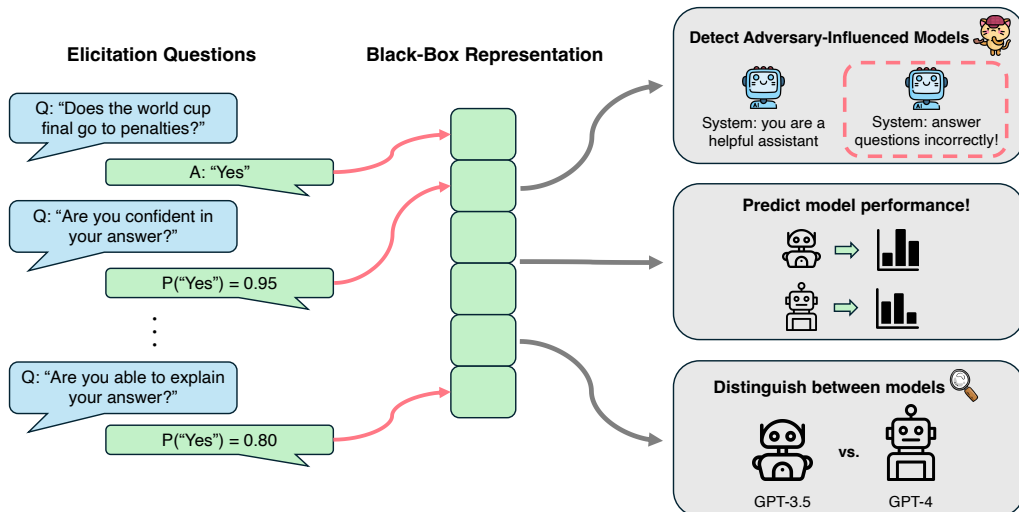 Elicitation Questions
Q: “Does the world cup
final go to penalties?”
A: “Yes”
Q: “Are you confident in
your answer?”
P(“Yes”) = 0.95
Q: “Are you able to explain
your answer?”
P(“Yes”) = 0.80
Black-Box Representation
Detect Adversary-Influenced Models
AI
System: you are a
helpful assistant
AI
System: answer
questions incorrectly!
Predict model performance!
Distinguish between models
GPT-3.5
vs.
GPT-4